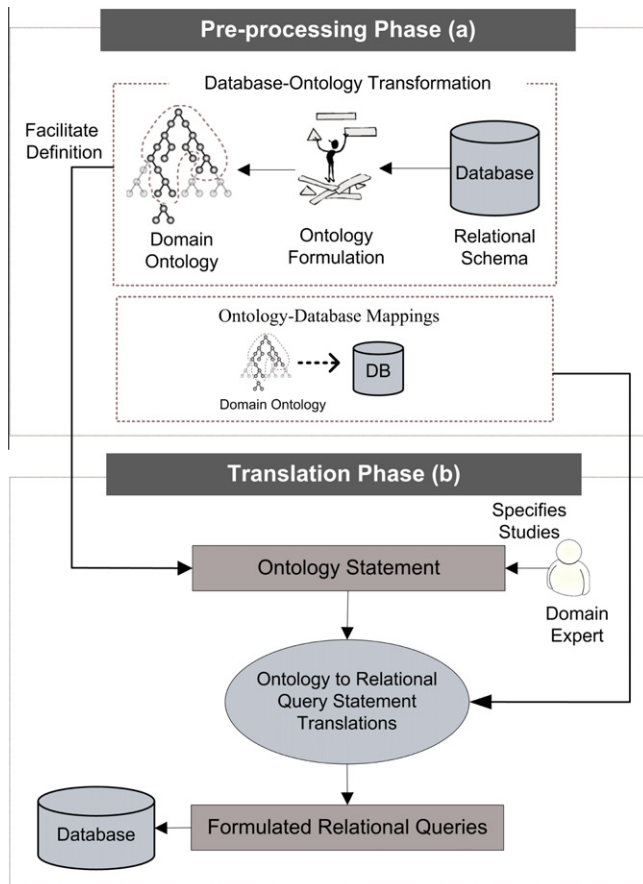 Pre-processing Phase (a)
Database-Ontology Transformation
Facilitate
Definition
Database
Domain
Ontology
Ontology
Formulation
Relational
Schema
Ontology-Database Mappings
DB
Domain Ontology
Translation Phase (b)
Specifies
Studies
Ontology Statement
Domain
Expert
Ontology to Relational
Query Statement
Translations
Database
Formulated Relational Queries